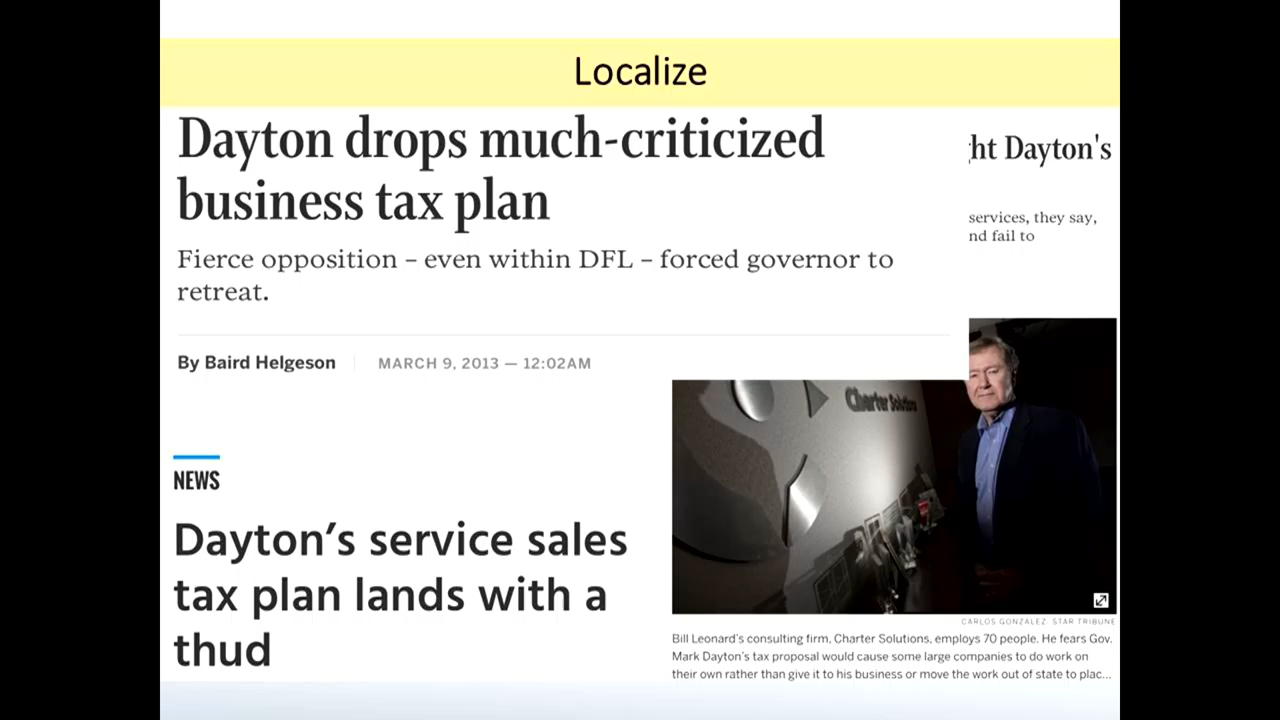 Localize
Dayton drops much-criticized
business tax plan
Fierce opposition – even within DFL – forced governor to
retreat.
By Baird Helgeson
MARCH 9, 2013 — 12:02AM
ht Dayton's
services, they say,
nd fail to
NEWS
Dayton’s service sales
tax plan lands with a
thud
Charter Solutions
CARLOS GONZALEZ, STAR TRIBUNE
Bill Leonard’s consulting firm, Charter Solutions, employs 70 people. He fears Gov.
Mark Dayton’s tax proposal would cause some large companies to do work on
their own rather than give it to his business or move the work out of state to plac...